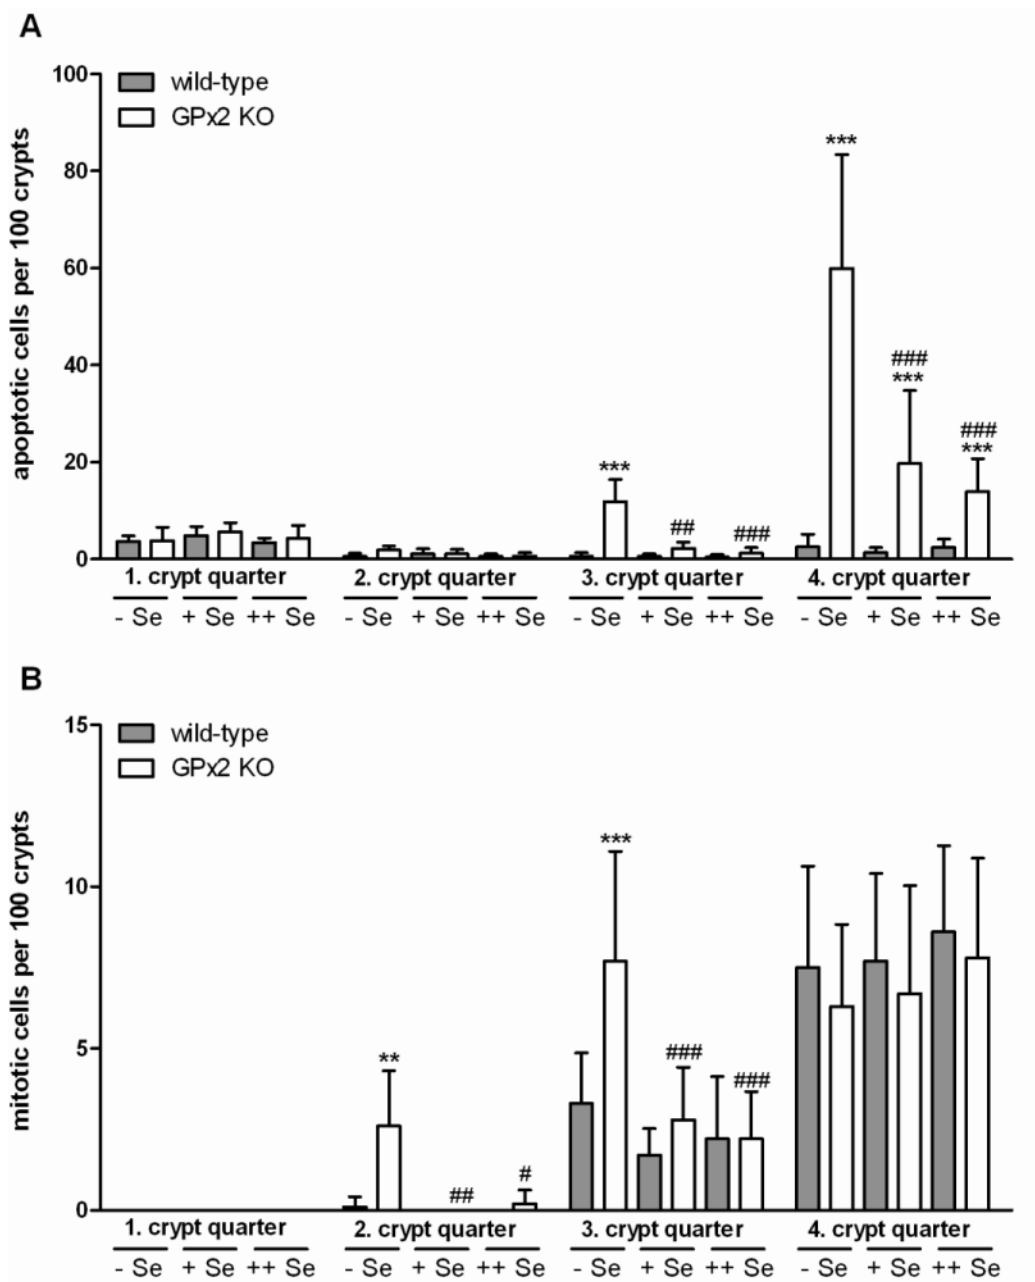 A
100
wild-type
GPx2 KO
80
60
40
20
0
apoptotic cells per 100 crypts
***
##
###
***
###
***
###
***
1. crypt quarter 2. crypt quarter 3. crypt quarter 4. crypt quarter
- Se + Se ++ Se - Se + Se ++ Se - Se + Se ++ Se - Se + Se ++ Se
B
15
wild-type
GPx2 KO
10
5
0
mitotic cells per 100 crypts
**
##
#
***
###
###
1. crypt quarter 2. crypt quarter 3. crypt quarter 4. crypt quarter
- Se + Se ++ Se - Se + Se ++ Se - Se + Se ++ Se - Se + Se ++ Se